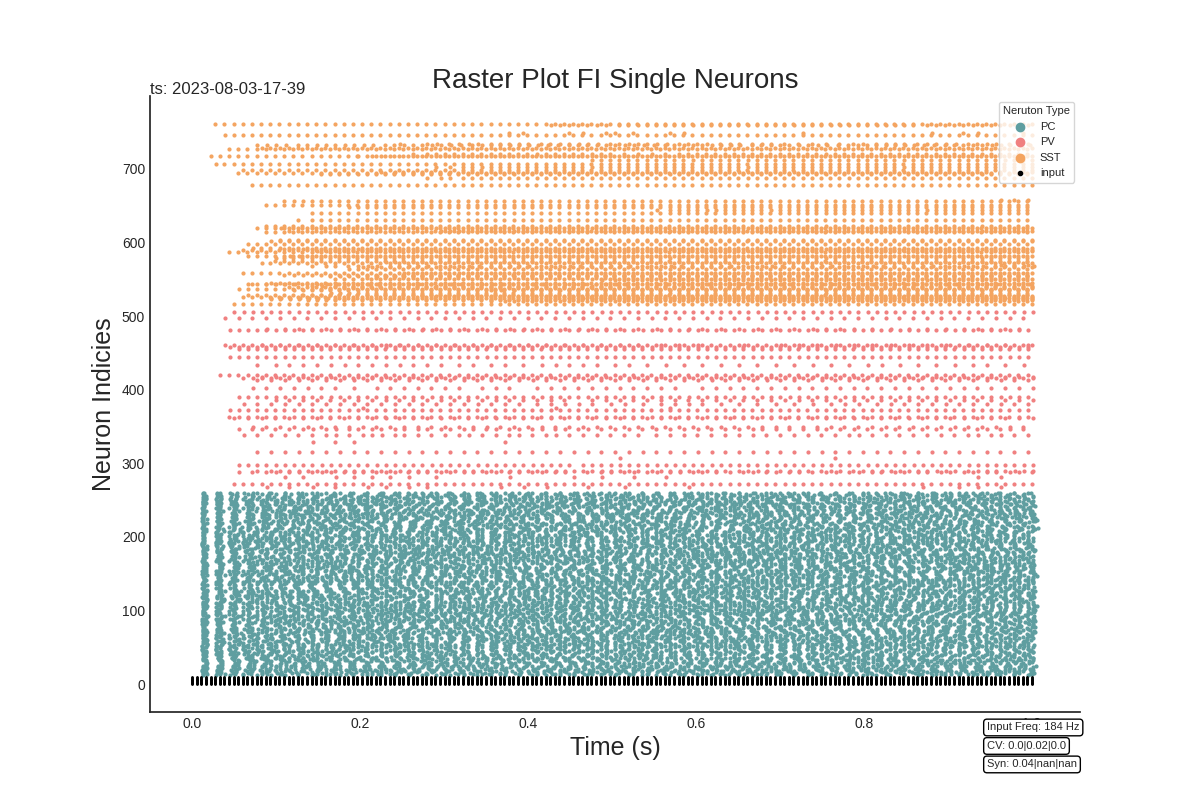 Raster Plot FI Single Neurons
ts: 2023-08-03-17-39
Neruton Type
PC
PV
SST
input
Neuron Indicies
700
600
500
400
300
200
100
0
0.0 0.2 0.4 0.6 0.8
Time (s)
Input Freq: 184 Hz
CV: 0.0|0.02|0.0
Syn: 0.04|nan|nan